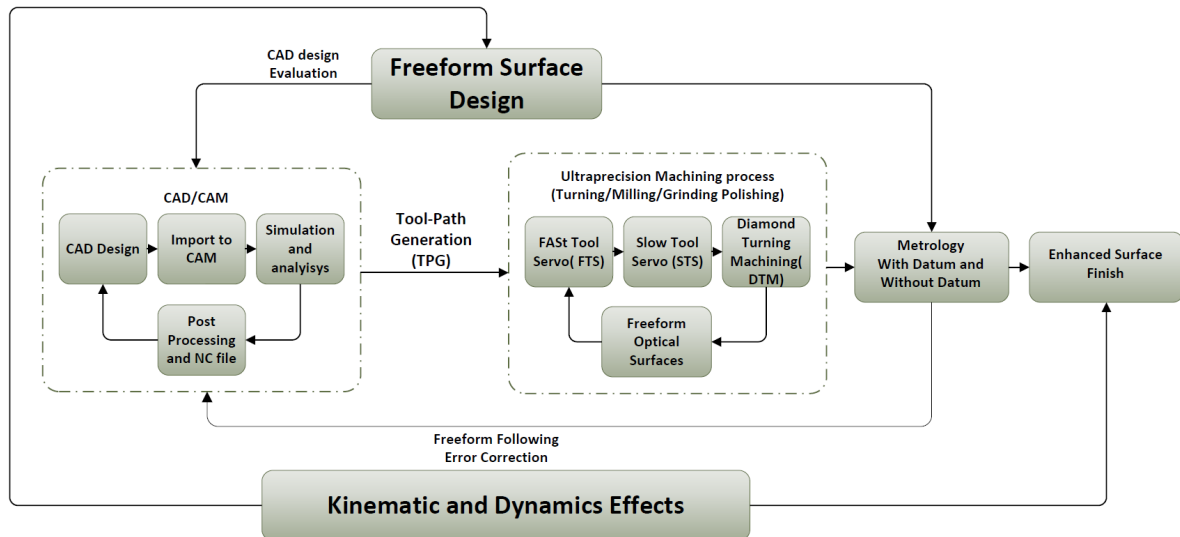 CAD design
Evaluation
Freeform Surface
Design
CAD/CAM
CAD Design
Import to
CAM
Simulation
and
analyisys
Post
Processing
and NC file
Tool-Path
Generation
(TPG)
Ultraprecision Machining process
(Turning/Milling/Grinding Polishing)
FASt Tool
Servo( FTS)
Slow Tool
Servo (STS)
Diamond
Turning
Machining(
DTM)
Freeform
Optical
Surfaces
Metrology
With Datum and
Without Datum
Enhanced Surface
Finish
Freeform Following
Error Correction
Kinematic and Dynamics Effects